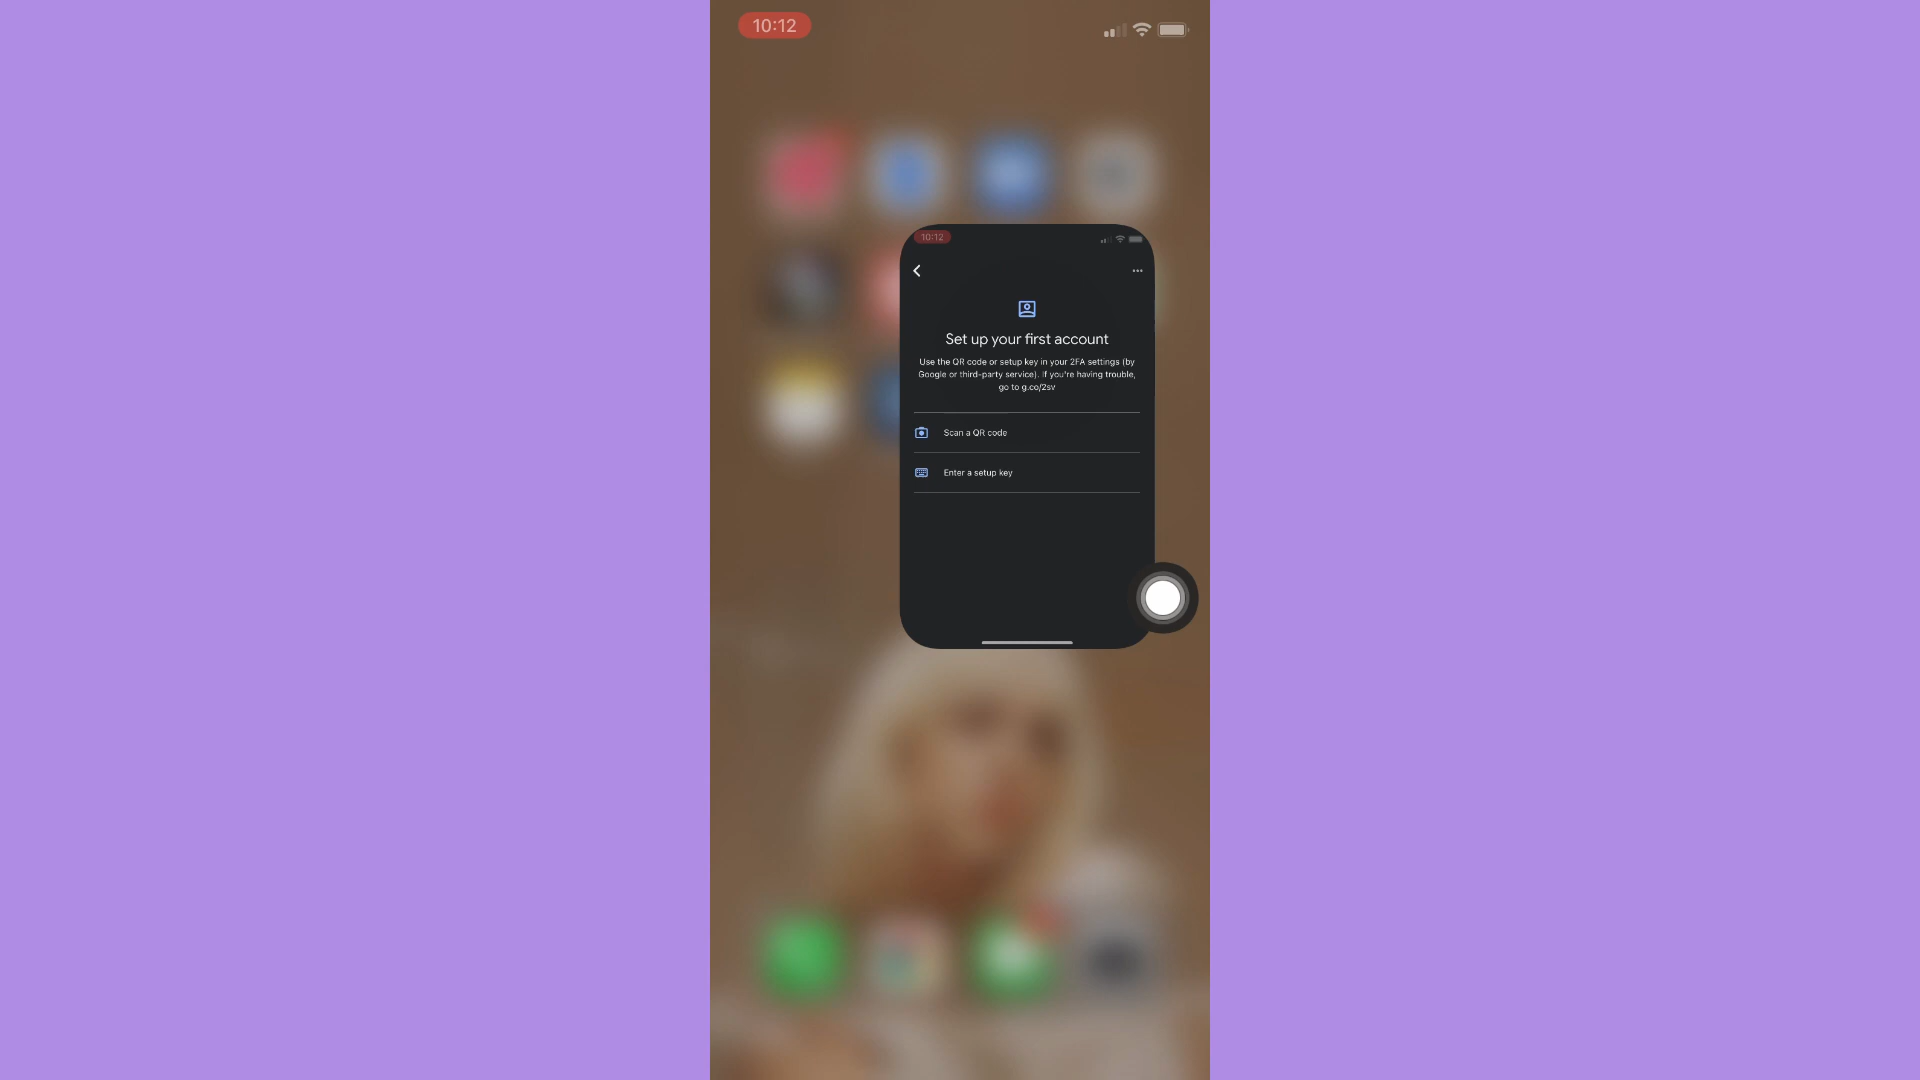 10:12
10:12
Set up your first account
Use the QR code or setup key in your 2FA settings (by
Google or third-party service). If you're having trouble,
go to g.co/2sv
Scan a QR code
Enter a setup key